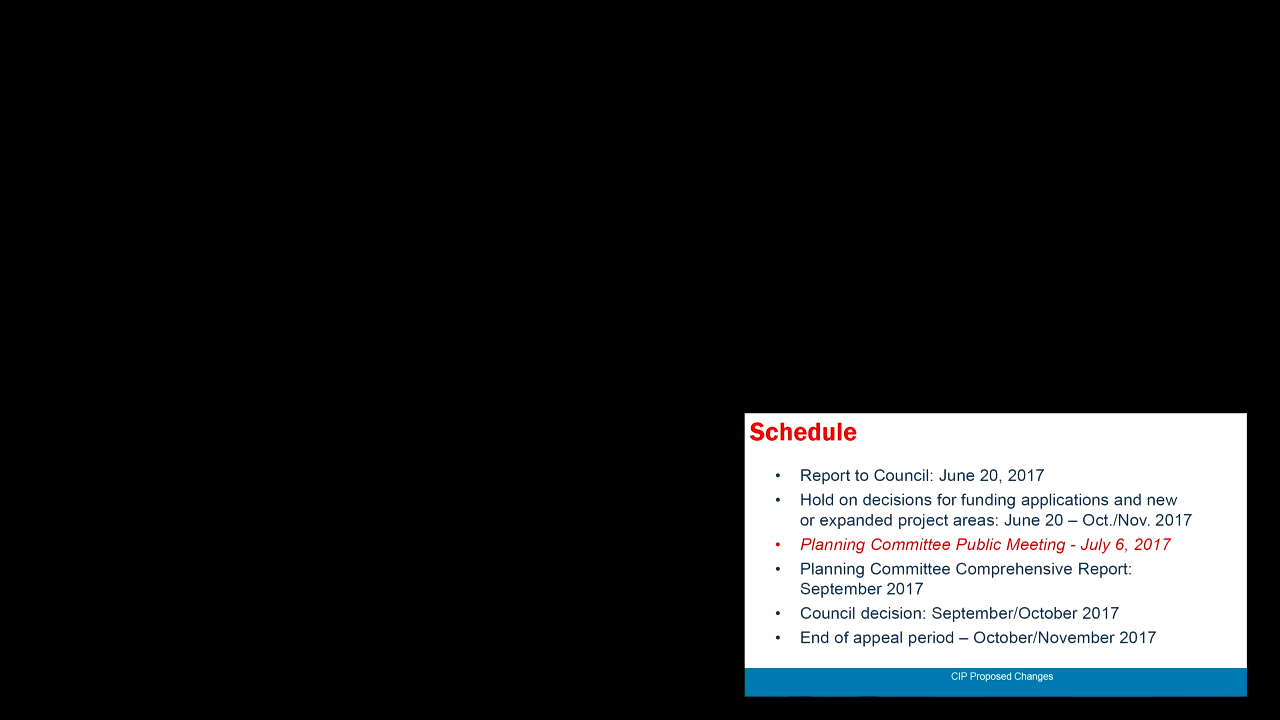 Schedule
• Report to Council: June 20, 2017
• Hold on decisions for funding applications and new
or expanded project areas: June 20 – Oct./Nov. 2017
• Planning Committee Public Meeting - July 6, 2017
• Planning Committee Comprehensive Report:
September 2017
• Council decision: September/October 2017
• End of appeal period – October/November 2017
CIP Proposed Changes